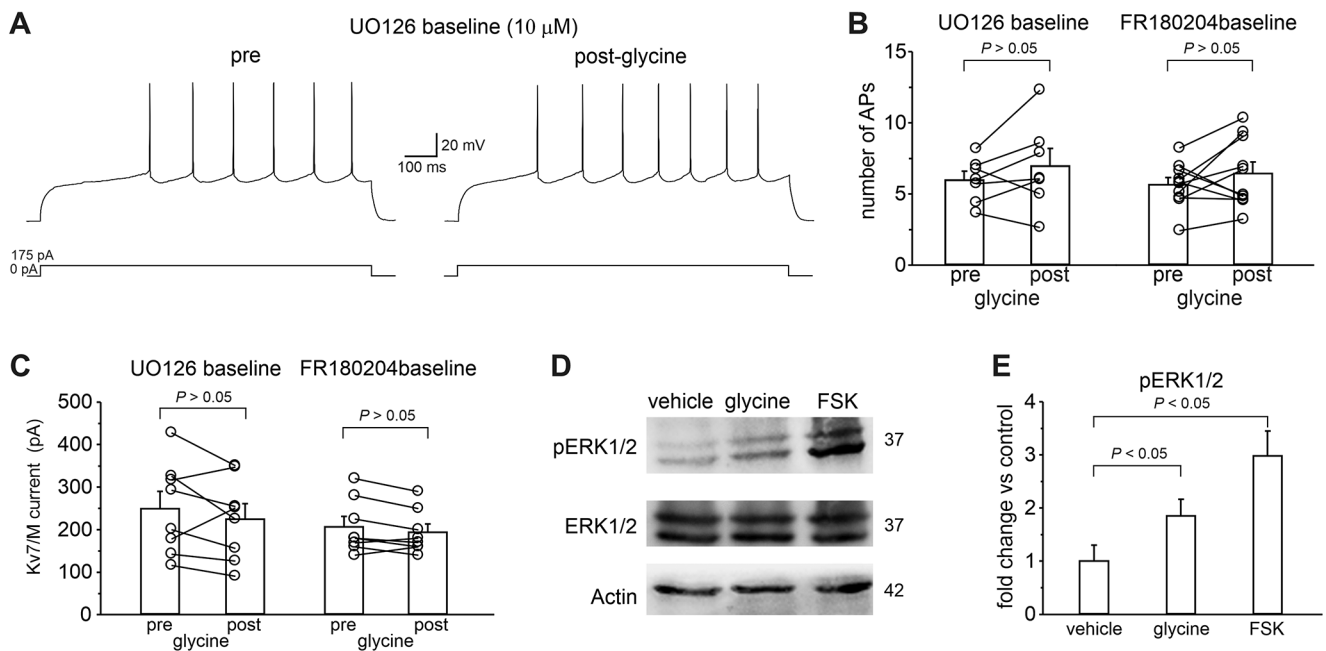 A
UO126 baseline (10 μM)
pre
post-glycine
20 mV
100 ms
175 pA
0 pA
B
UO126 baseline
FR180204baseline
P > 0.05
P > 0.05
number of APs
15
10
5
0
pre
post
pre
post
glycine
glycine
C
UO126 baseline
FR180204baseline
P > 0.05
P > 0.05
Kv7/M current (pA)
500
400
300
200
100
0
pre
post
pre
post
glycine
glycine
D
vehicle
glycine
FSK
pERK1/2
37
ERK1/2
37
Actin
42
E
pERK1/2
P < 0.05
P < 0.05
fold change vs control
4
3
2
1
0
vehicle
glycine
FSK